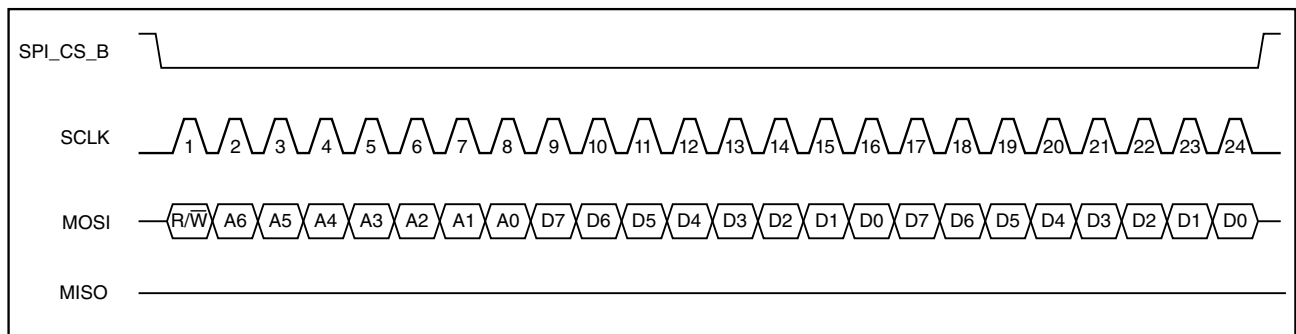 SPI_CS_B
SCLK 1 2 3 4 5 6 7 8 9 10 11 12 13 14 15 16 17 18 19 20 21 22 23 24
MOSI R/W̅ A6 A5 A4 A3 A2 A1 A0 D7 D6 D5 D4 D3 D2 D1 D0 D7 D6 D5 D4 D3 D2 D1 D0
MISO